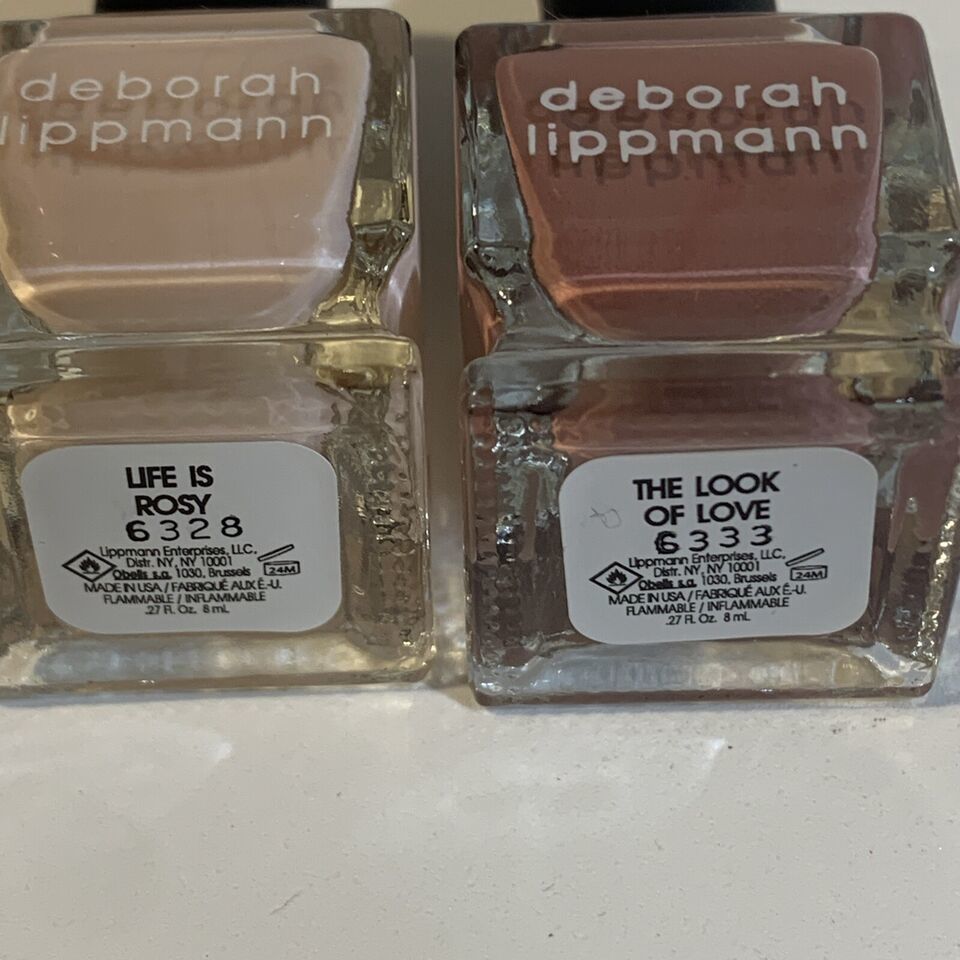 deborah
lippmann
LIFE IS
ROSY
6328
Lippmann Enterprises, LLC.
Distr. NY, NY 10001
Obelis s.a. 1030, Brussels
24M
MADE IN USA / FABRIQUÉ AUX É.-U.
FLAMMABLE / INFLAMMABLE
.27 Fl. Oz. 8 mL
deborah
lippmann
THE LOOK
OF LOVE
6333
Lippmann Enterprises, LLC.
Distr. NY, NY 10001
Obelis s.a. 1030, Brussels
24M
MADE IN USA / FABRIQUÉ AUX É.-U.
FLAMMABLE / INFLAMMABLE
.27 Fl. Oz. 8 mL